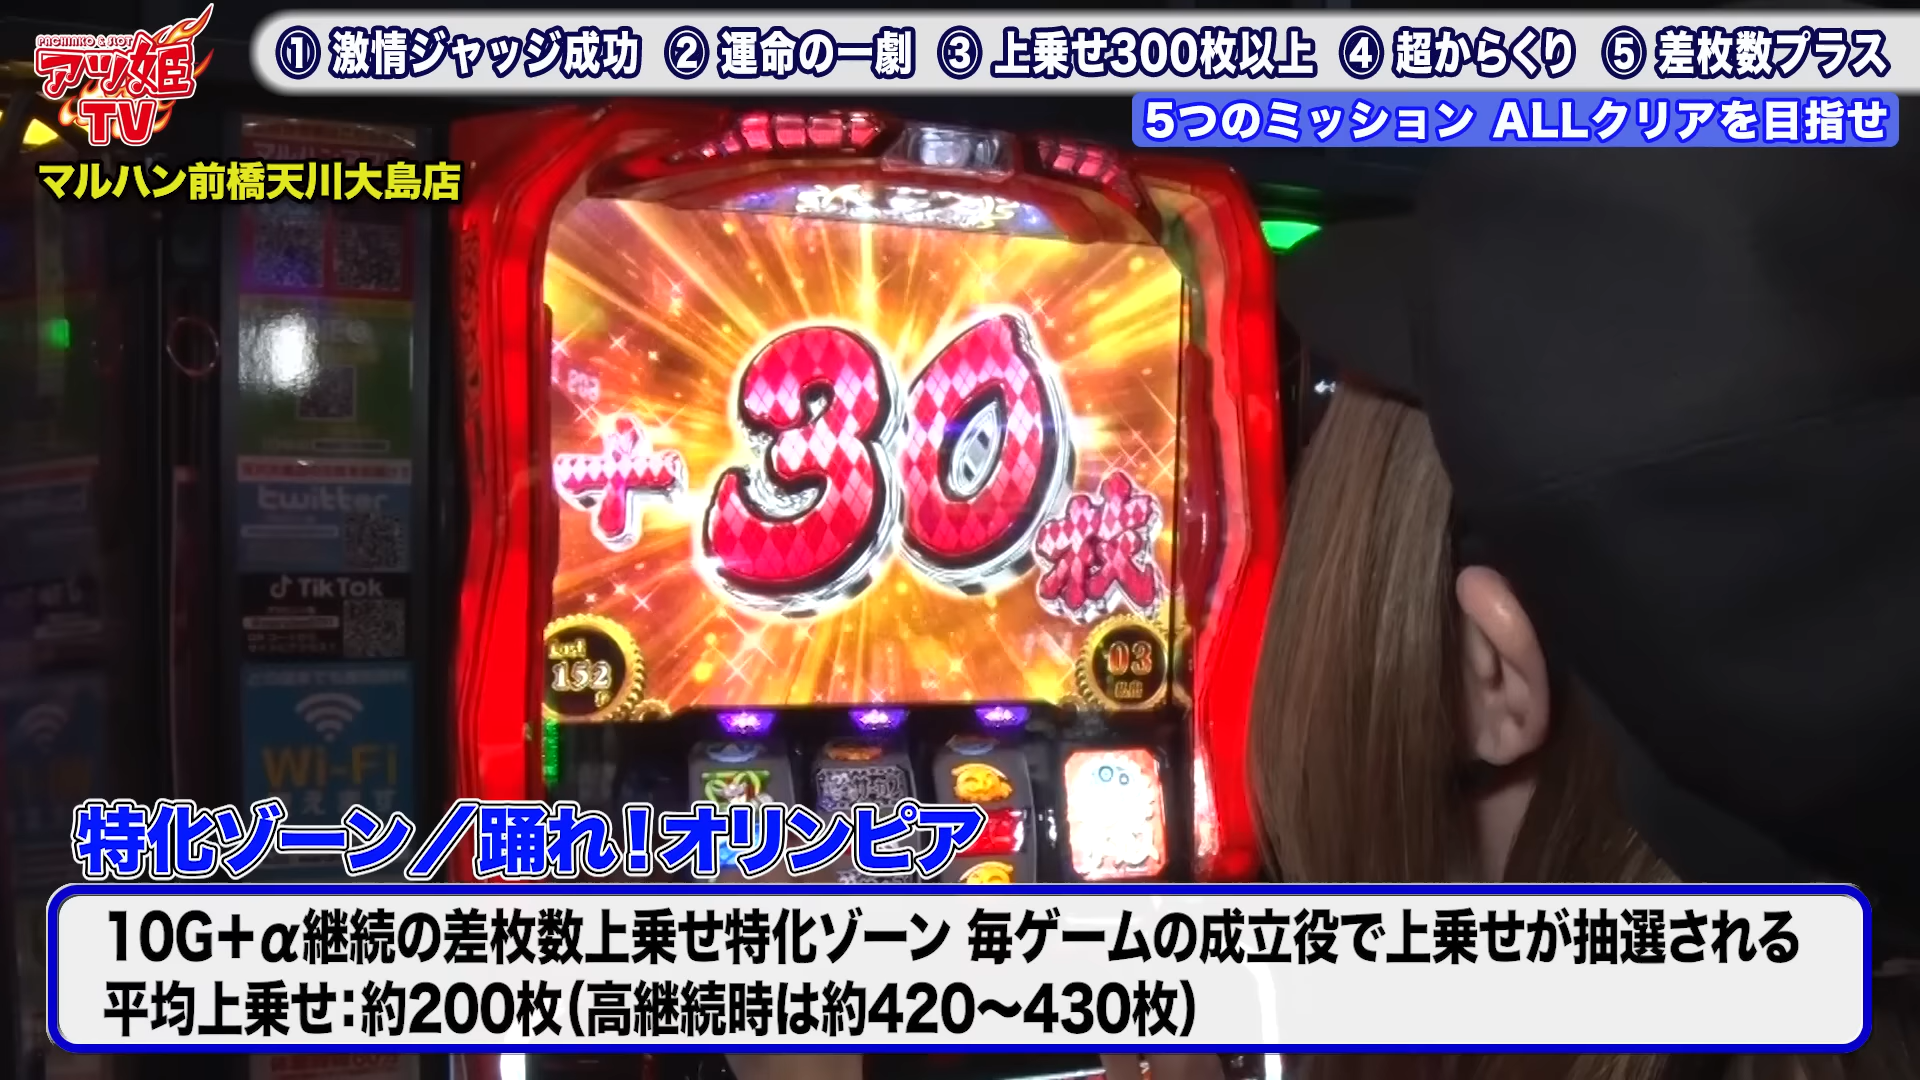 PACHINKO & SLOT
アツ姫
TV
① 激情ジャッジ成功 ② 運命の一劇 ③ 上乗せ300枚以上 ④ 超からくり ⑤ 差枚数プラス
5つのミッション ALLクリアを目指せ
マルハン前橋天川大島店
+30枚
152
03
twitter
TikTok
Wi-Fi
特化ゾーン/踊れ!オリンピア
10G+α継続の差枚数上乗せ特化ゾーン 毎ゲームの成立役で上乗せが抽選される
平均上乗せ:約200枚(高継続時は約420〜430枚)